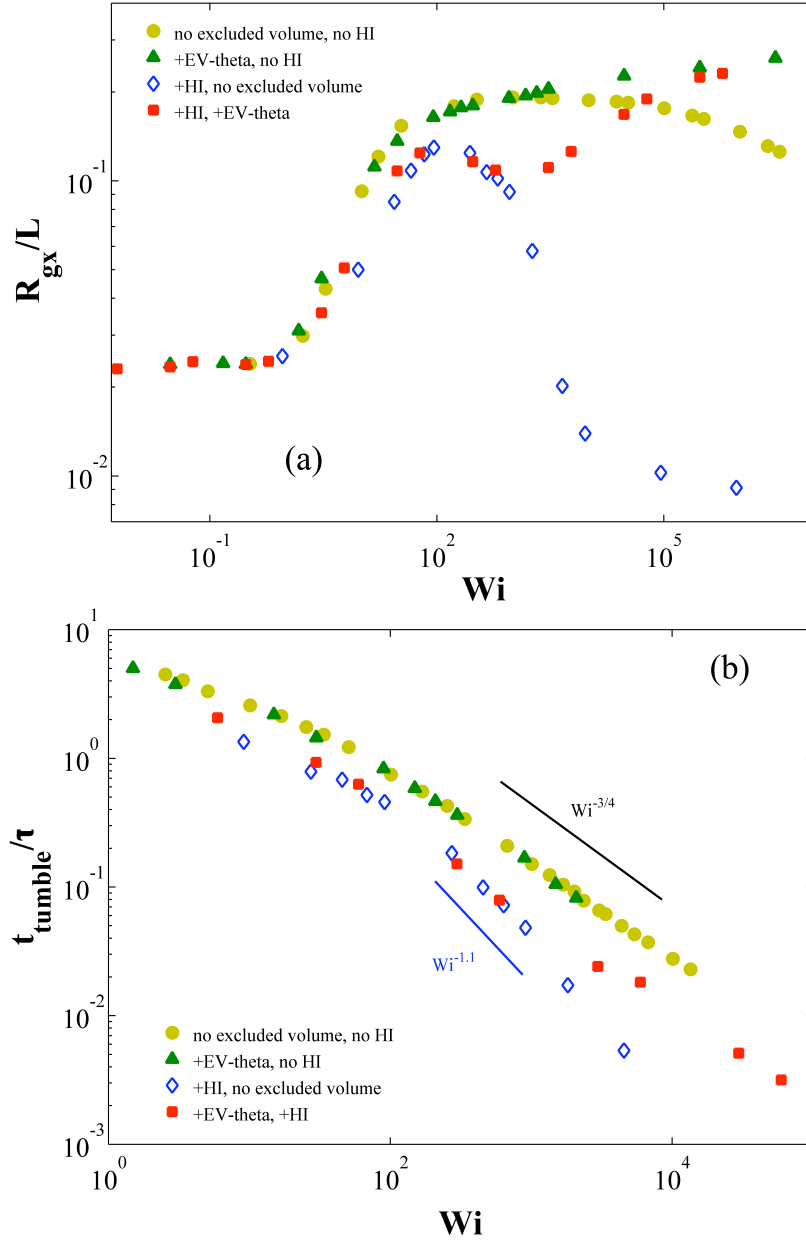 no excluded volume, no HI
+EV-theta, no HI
+HI, no excluded volume
+HI, +EV-theta
10^-1
R_gx/L
10^-2
(a)
10^-1 10^2 10^5
Wi
10^1
(b)
10^0
Wi^-3/4
t_tumble/τ
10^-1
Wi^-1.1
10^-2
no excluded volume, no HI
+EV-theta, no HI
+HI, no excluded volume
+EV-theta, +HI
10^-3
10^0 10^2 10^4
Wi